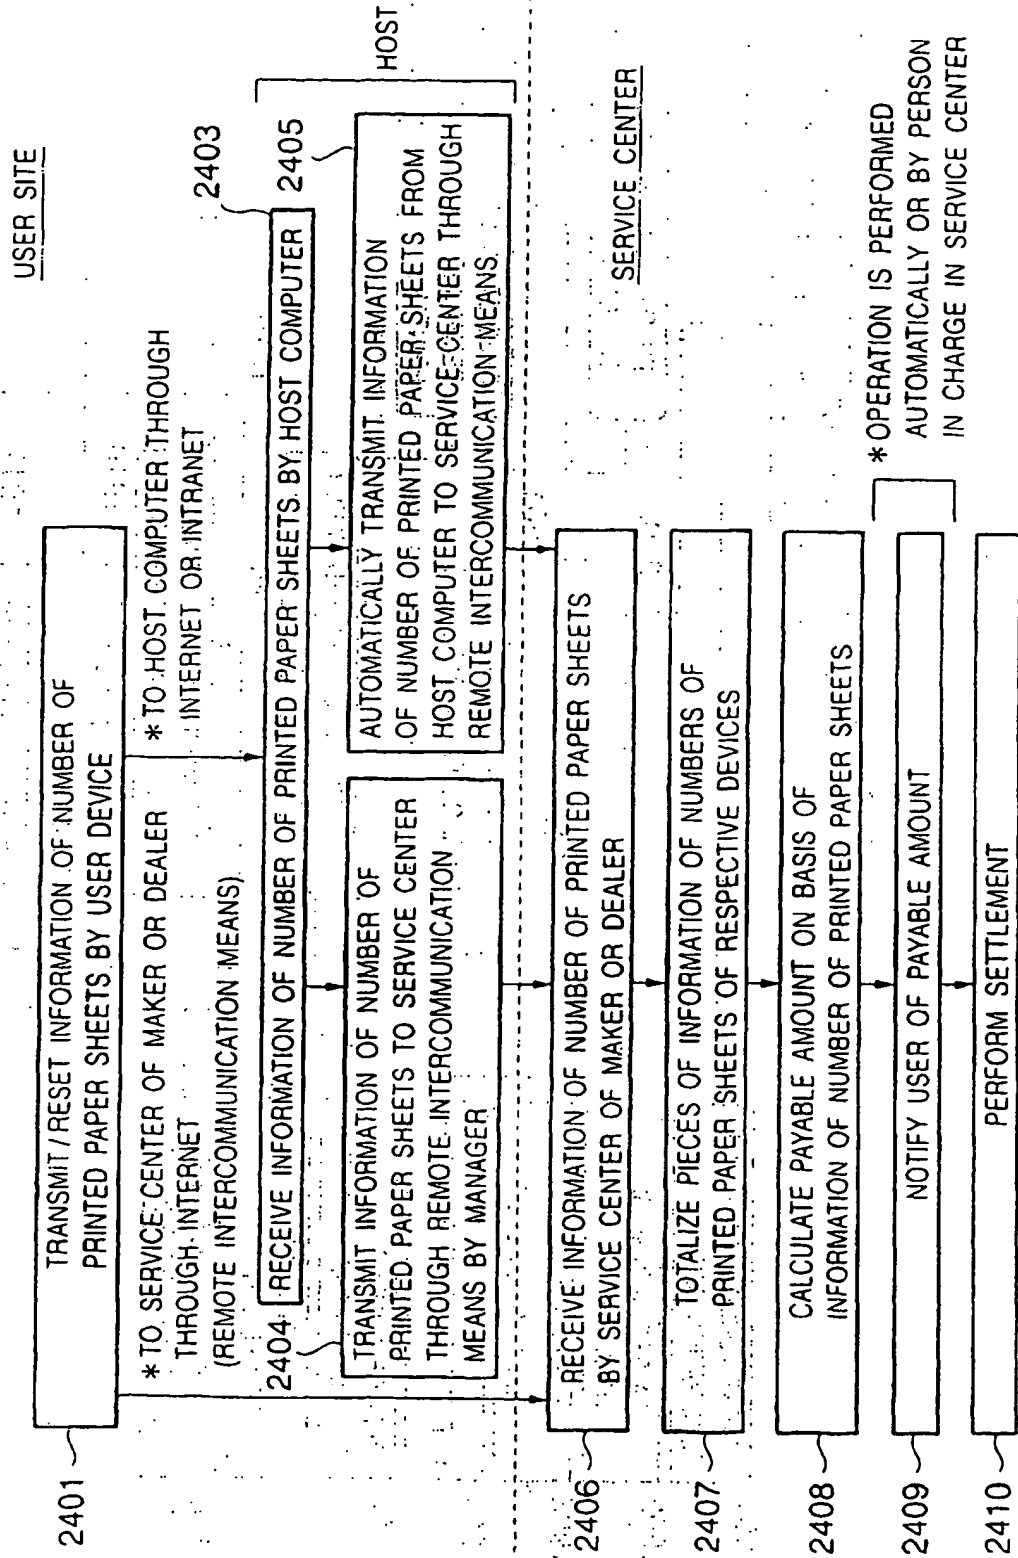 USER SITE
2401
TRANSMIT / RESET INFORMATION OF NUMBER OF
PRINTED PAPER SHEETS BY USER DEVICE
*TO SERVICE CENTER OF MAKER OR DEALER
THROUGH INTERNET
(REMOTE INTERCOMMUNICATION MEANS)
*TO HOST COMPUTER THROUGH
INTERNET OR INTRANET
2403
RECEIVE INFORMATION OF NUMBER OF PRINTED PAPER SHEETS BY HOST COMPUTER
HOST
2404
TRANSMIT INFORMATION OF NUMBER OF
PRINTED PAPER SHEETS TO SERVICE CENTER
THROUGH REMOTE INTERCOMMUNICATION
MEANS BY MANAGER
2405
AUTOMATICALLY TRANSMIT INFORMATION
OF NUMBER OF PRINTED PAPER SHEETS FROM
HOST COMPUTER TO SERVICE CENTER THROUGH
REMOTE INTERCOMMUNICATION MEANS
SERVICE CENTER
2406
RECEIVE INFORMATION OF NUMBER OF PRINTED PAPER SHEETS
BY SERVICE CENTER OF MAKER OR DEALER
2407
TOTALIZE PIECES OF INFORMATION OF NUMBERS OF
PRINTED PAPER SHEETS OF RESPECTIVE DEVICES
2408
CALCULATE PAYABLE AMOUNT ON BASIS OF
INFORMATION OF NUMBER OF PRINTED PAPER SHEETS
2409
NOTIFY USER OF PAYABLE AMOUNT
*OPERATION IS PERFORMED
AUTOMATICALLY OR BY PERSON
IN CHARGE IN SERVICE CENTER
2410
PERFORM SETTLEMENT